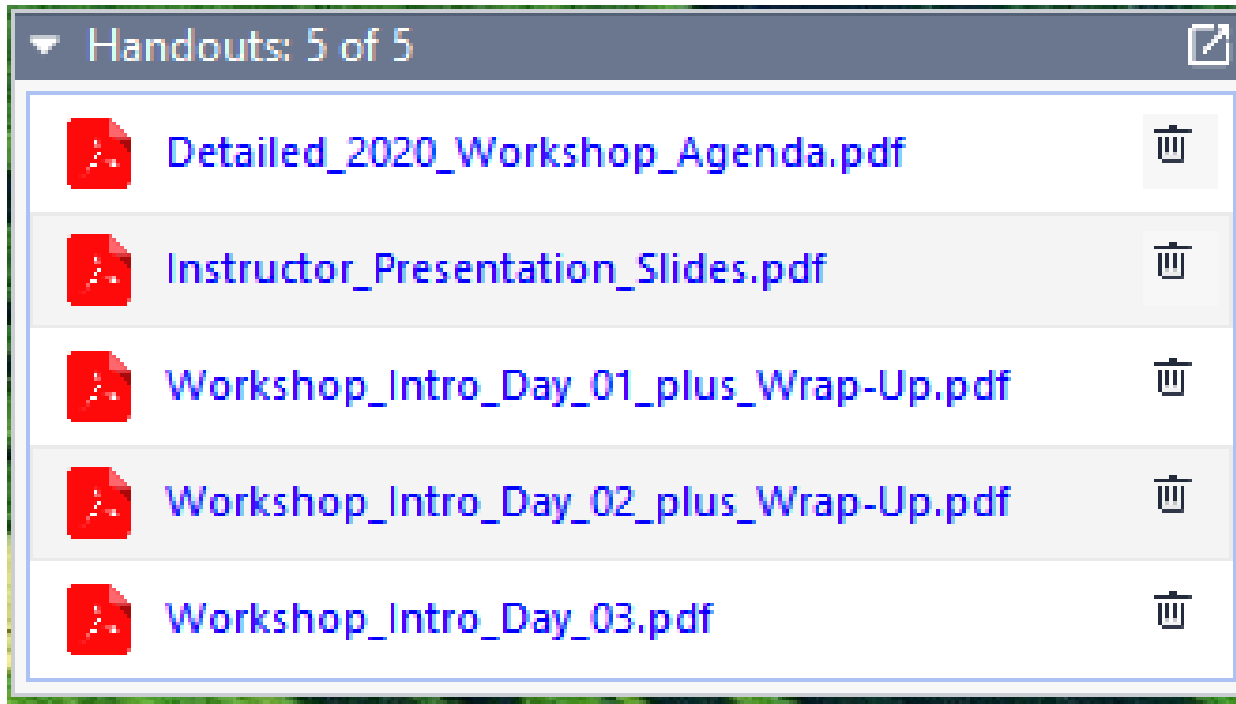 Handouts: 5 of 5
Detailed_2020_Workshop_Agenda.pdf
Instructor_Presentation_Slides.pdf
Workshop_Intro_Day_01_plus_Wrap-Up.pdf
Workshop_Intro_Day_02_plus_Wrap-Up.pdf
Workshop_Intro_Day_03.pdf